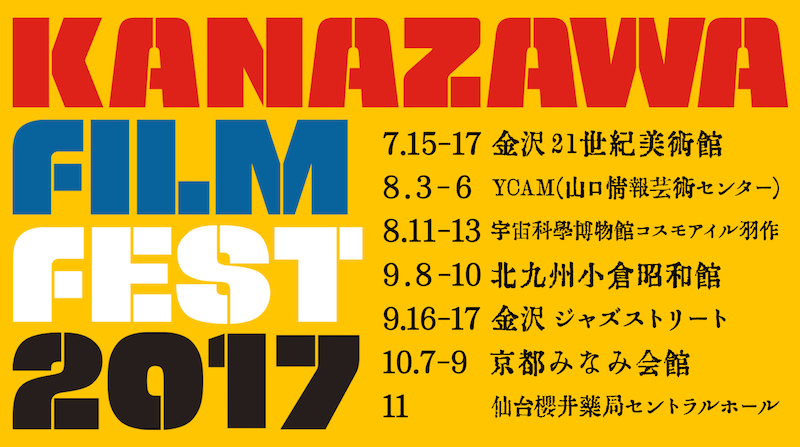 KANAZAWA
FILM
FEST
2017
7.15-17 金沢21世紀美術館
8.3-6 YCAM(山口情報芸術センター)
8.11-13 宇宙科學博物館コスモアイル羽咋
9.8-10 北九州小倉昭和館
9.16-17 金沢 ジャズストリート
10.7-9 京都みなみ会館
11 仙台櫻井薬局セントラルホール